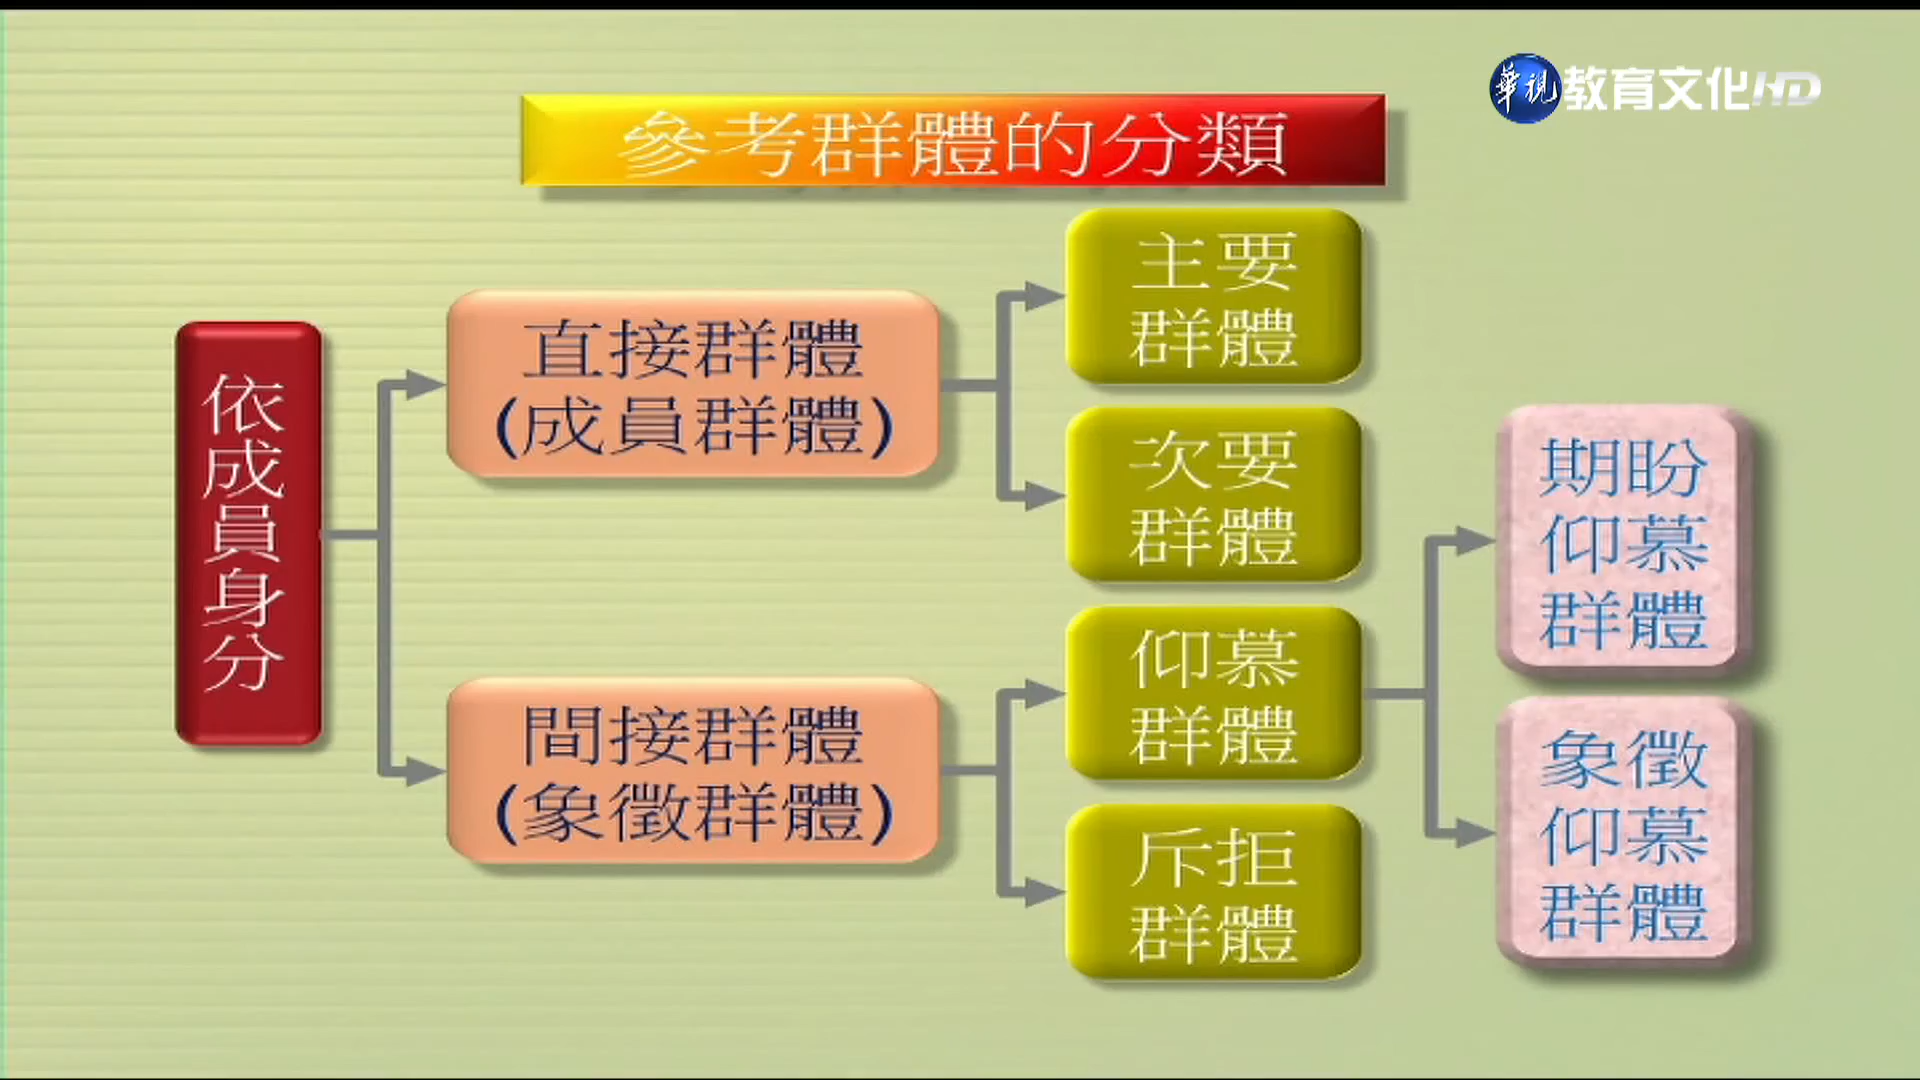 華視 教育文化HD
參考群體的分類
依成員身分
直接群體
(成員群體)
主要
群體
次要
群體
間接群體
(象徵群體)
仰慕
群體
斥拒
群體
期盼
仰慕
群體
象徵
仰慕
群體